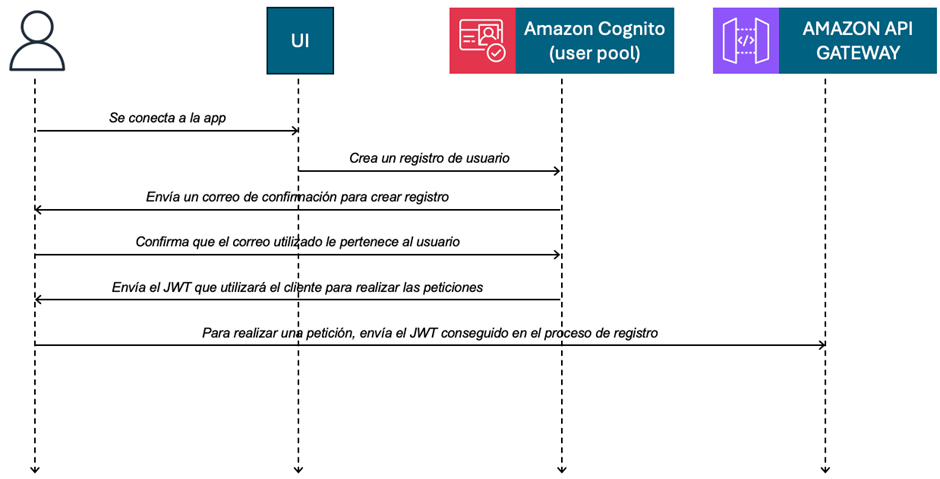 UI
Amazon Cognito
(user pool)
AMAZON API
GATEWAY
Se conecta a la app
Crea un registro de usuario
Envía un correo de confirmación para crear registro
Confirma que el correo utilizado le pertenece al usuario
Envía el JWT que utilizará el cliente para realizar las peticiones
Para realizar una petición, envía el JWT conseguido en el proceso de registro